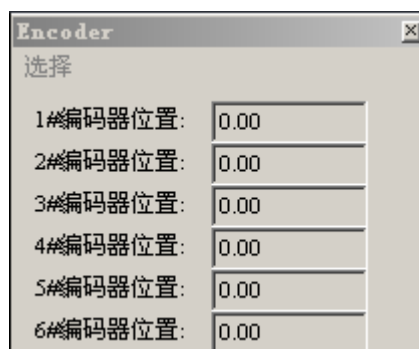 Encoder
选择
1#编码器位置: 0.00
2#编码器位置: 0.00
3#编码器位置: 0.00
4#编码器位置: 0.00
5#编码器位置: 0.00
6#编码器位置: 0.00